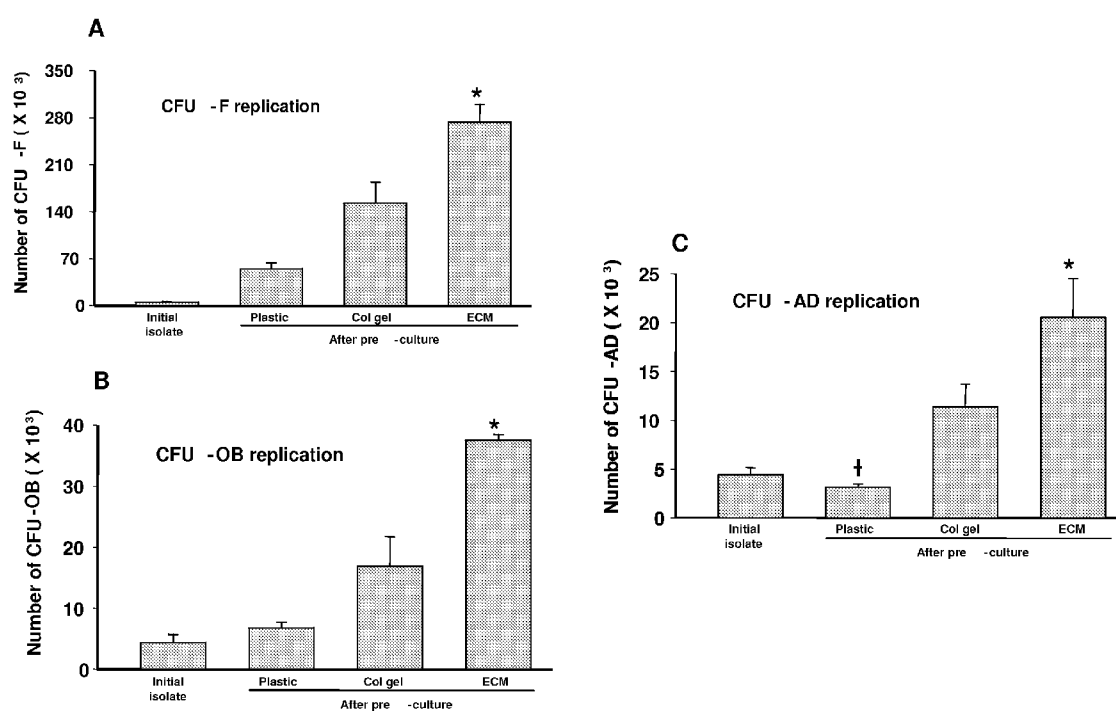 A
CFU -F replication
Number of CFU -F ( X 10 3)
350
280
210
140
70
0
*
Initial isolate
Plastic
Col gel
ECM
After pre -culture
B
CFU -OB replication
Number of CFU-OB ( X 10 3)
40
30
20
10
0
*
Initial isolate
Plastic
Col gel
ECM
After pre -culture
C
CFU -AD replication
Number of CFU -AD ( X 10 3)
25
20
15
10
5
0
ƚ
*
Initial isolate
Plastic
Col gel
ECM
After pre -culture